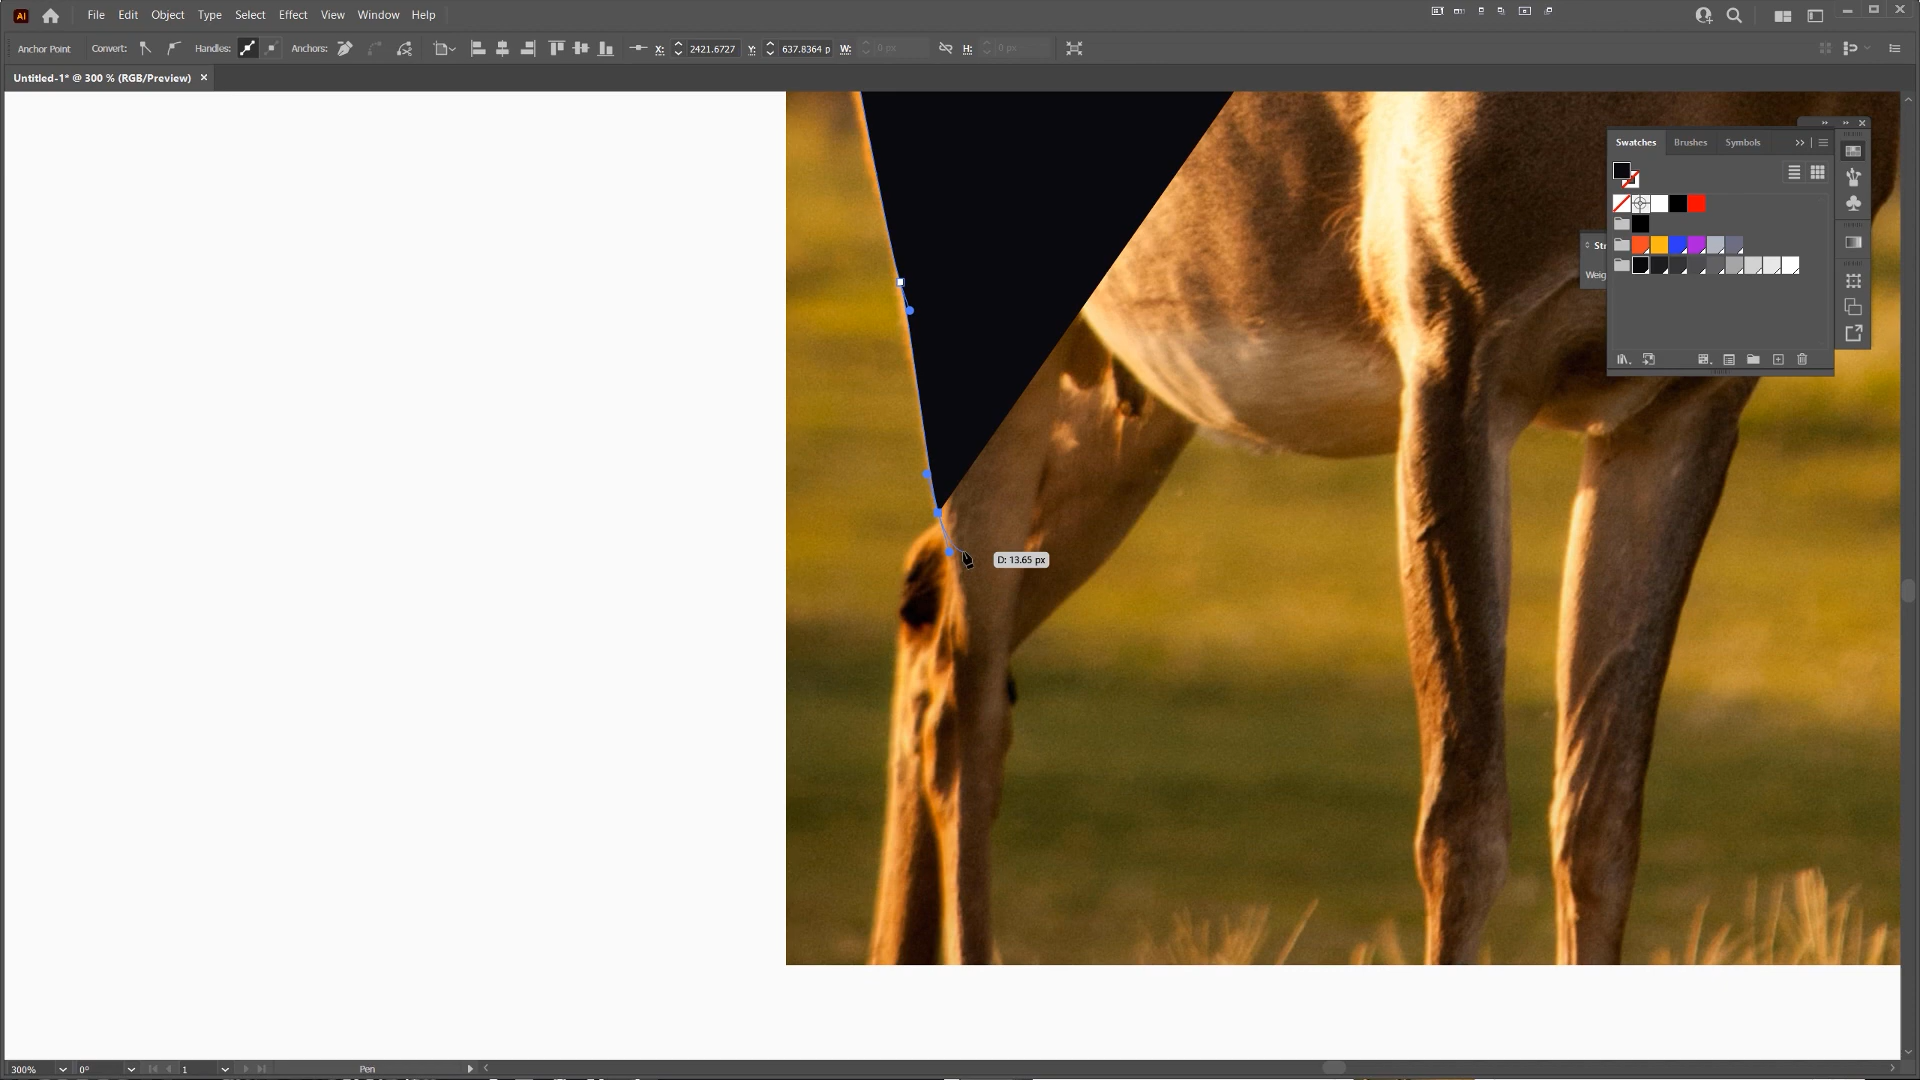 Ai File Edit Object Type Select Effect View Window Help
Anchor Point Convert: Handles: Anchors: X: 2421.6727 Y: 637.8364 p W: 0 px H: 0 px
Untitled-1* @ 300 % (RGB/Preview) ×
Swatches Brushes Symbols
Str
Weig
D: 13.65 px
300% 0° 1 Pen